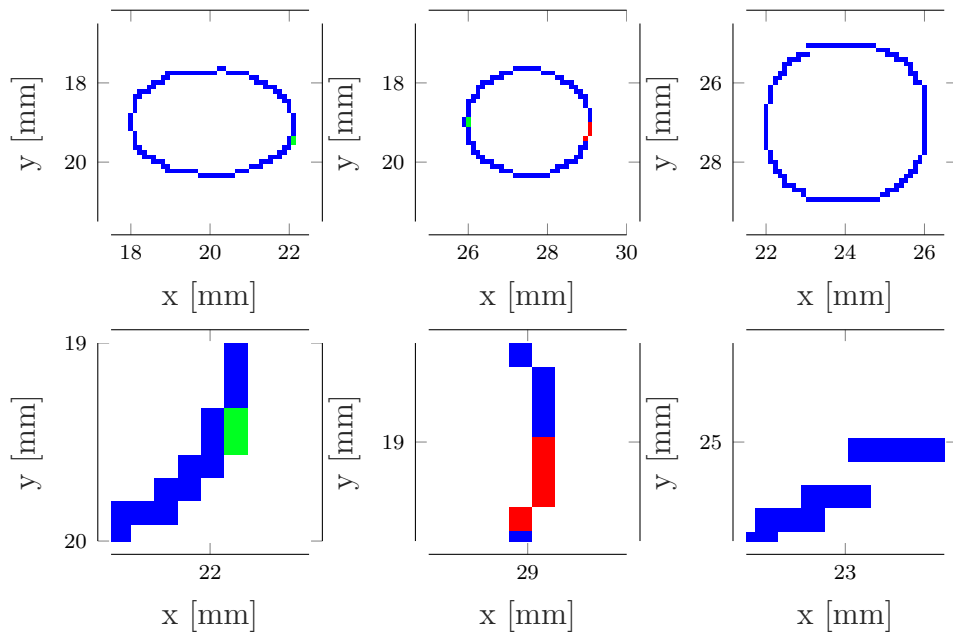 18
20
y [mm]
18 20 22
x [mm]
18
20
y [mm]
26 28 30
x [mm]
26
28
y [mm]
22 24 26
x [mm]
19
20
y [mm]
22
x [mm]
19
y [mm]
29
x [mm]
25
y [mm]
23
x [mm]